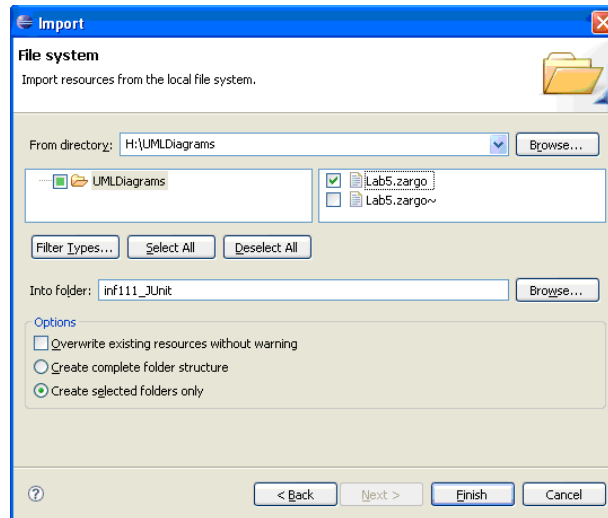 Import
File system
Import resources from the local file system.
From directory: H:\UMLDiagrams Browse...
UMLDiagrams
Lab5.zargo
Lab5.zargo~
Filter Types... Select All Deselect All
Into folder: inf111_JUnit Browse...
Options
Overwrite existing resources without warning
Create complete folder structure
Create selected folders only
? < Back Next > Finish Cancel